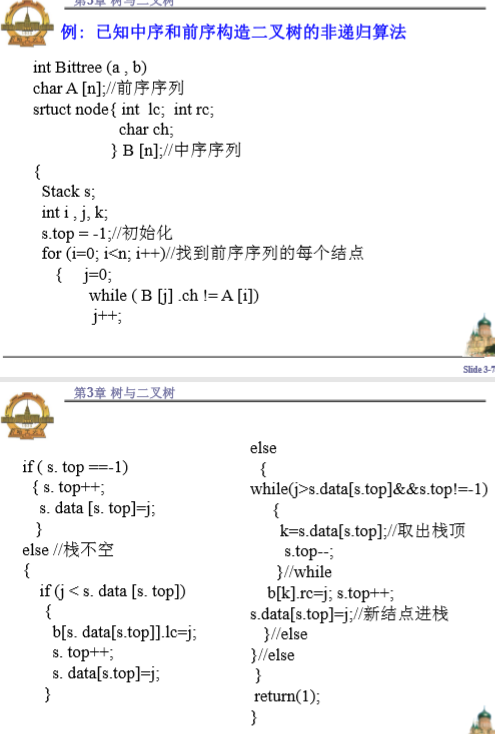 第3章 树与二叉树
例：已知中序和前序构造二叉树的非递归算法
int Bittree (a , b)
char A [n];//前序序列
srtuct node{ int lc; int rc;
char ch;
} B [n];//中序序列
{
Stack s;
int i , j, k;
s.top = -1;//初始化
for (i=0; i<n; i++)//找到前序序列的每个结点
{ j=0;
while ( B [j] .ch != A [i])
j++;
Slide 3-7
第3章 树与二叉树
if ( s. top ==-1)
{ s. top++;
s. data [s. top]=j;
}
else //栈不空
{
if (j < s. data [s. top])
{
b[s. data[s.top]].lc=j;
s. top++;
s. data[s.top]=j;
}
else
{
while(j>s.data[s.top]&&s.top!=-1)
{
k=s.data[s.top];//取出栈顶
s.top--;
}//while
b[k].rc=j; s.top++;
s.data[s.top]=j;//新结点进栈
}//else
}//else
}
return(1);
}